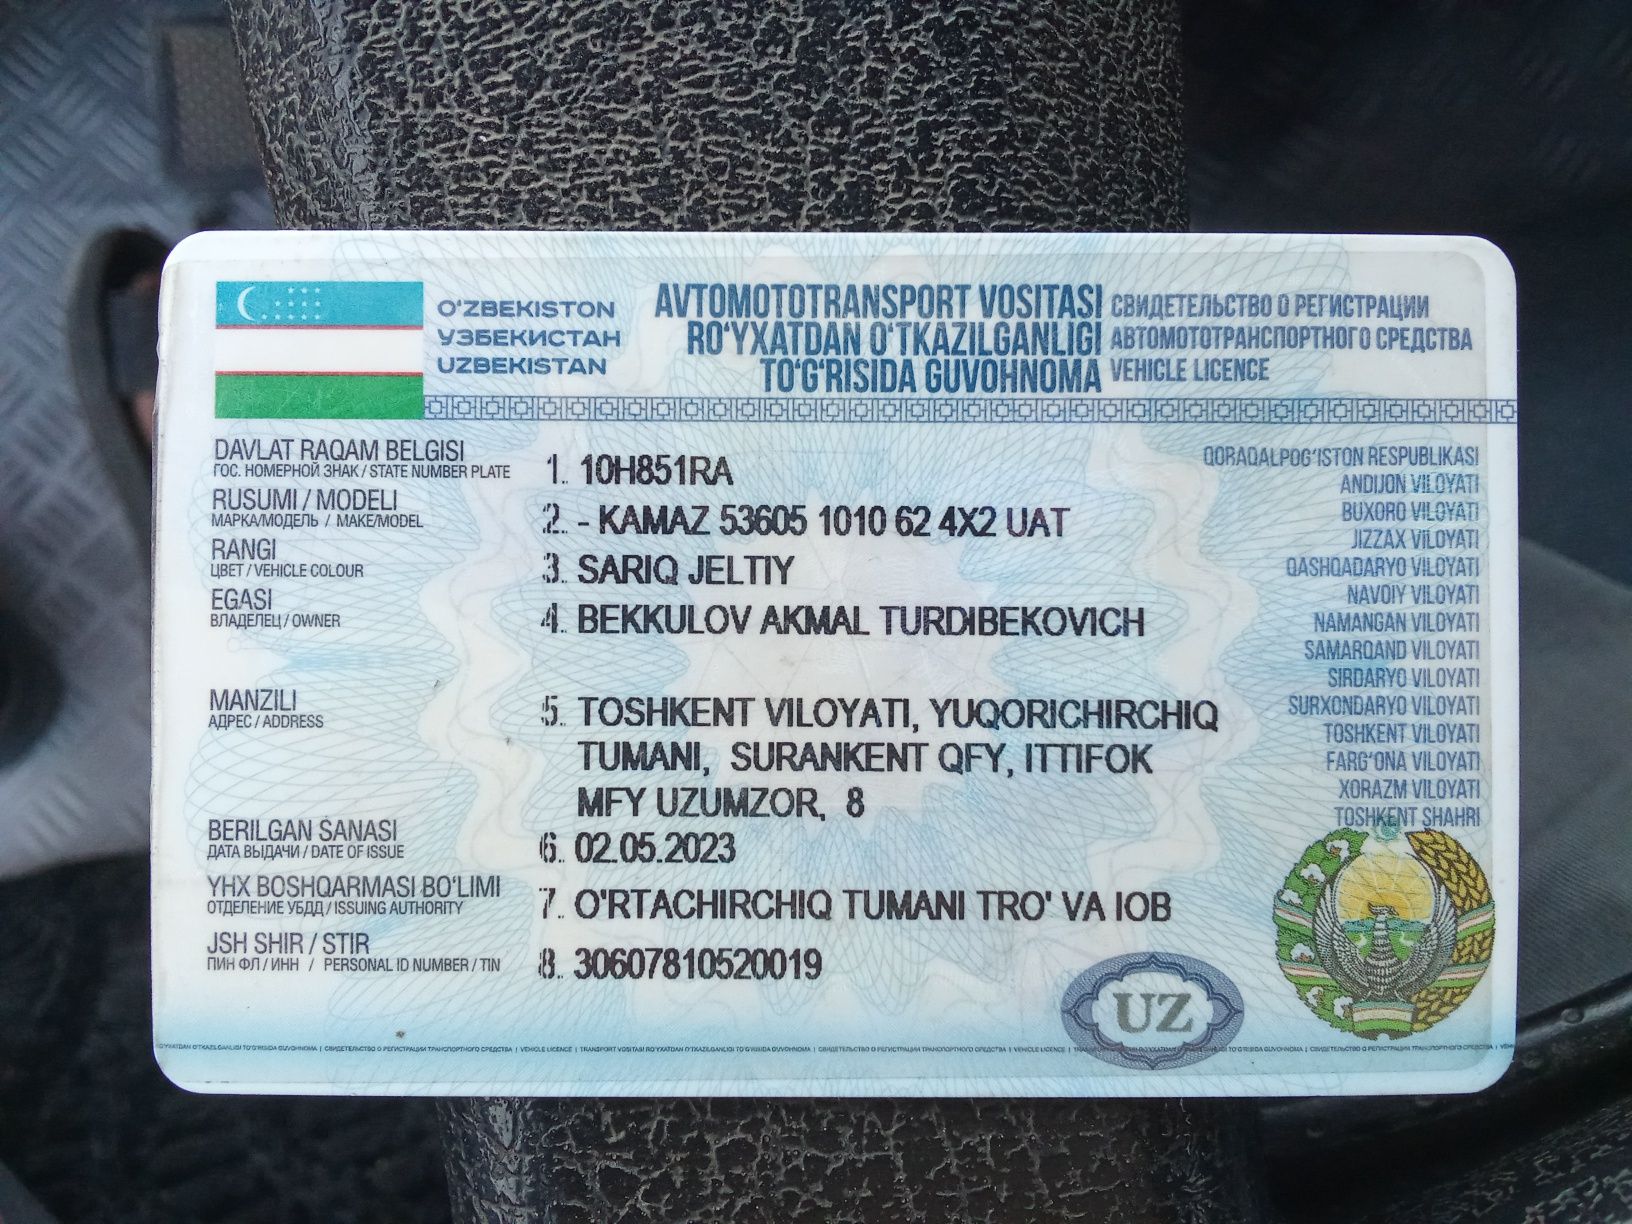 O‘ZBEKISTON
УЗБЕКИСТАН
UZBEKISTAN
AVTOMOTOTRANSPORT VOSITASI
RO‘YXATDAN O‘TKAZILGANLIGI
TO‘G‘RISIDA GUVOHNOMA
СВИДЕТЕЛЬСТВО О РЕГИСТРАЦИИ
АВТОМОТОТРАНСПОРТНОГО СРЕДСТВА
VEHICLE LICENCE
DAVLAT RAQAM BELGISI
ГОС. НОМЕРНОЙ ЗНАК / STATE NUMBER PLATE
1. 10H851RA
RUSUMI / MODELI
МАРКА/МОДЕЛЬ / MAKE/MODEL
2. - KAMAZ 53605 1010 62 4X2 UAT
RANGI
ЦВЕТ / VEHICLE COLOUR
3. SARIQ JELTIY
EGASI
ВЛАДЕЛЕЦ / OWNER
4. BEKKULOV AKMAL TURDIBEKOVICH
MANZILI
АДРЕС / ADDRESS
5. TOSHKENT VILOYATI, YUQORICHIRCHIQ
TUMANI, SURANKENT QFY, ITTIFOK
MFY UZUMZOR, 8
BERILGAN SANASI
ДАТА ВЫДАЧИ / DATE OF ISSUE
6. 02.05.2023
YHX BOSHQARMASI BO‘LIMI
ОТДЕЛЕНИЕ УБДД / ISSUING AUTHORITY
7. O'RTACHIRCHIQ TUMANI TRO' VA IOB
JSH SHIR / STIR
ПИН ФЛ / ИНН / PERSONAL ID NUMBER / TIN
8. 30607810520019
QORAQALPOG‘ISTON RESPUBLIKASI
ANDIJON VILOYATI
BUXORO VILOYATI
JIZZAX VILOYATI
QASHQADARYO VILOYATI
NAVOIY VILOYATI
NAMANGAN VILOYATI
SAMARQAND VILOYATI
SIRDARYO VILOYATI
SURXONDARYO VILOYATI
TOSHKENT VILOYATI
FARG‘ONA VILOYATI
XORAZM VILOYATI
TOSHKENT SHAHRI
UZ